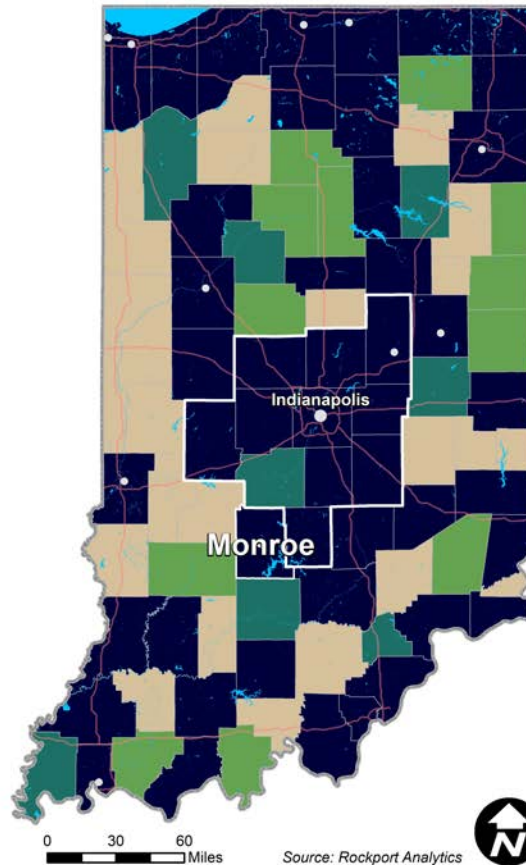 Indianapolis
Monroe
0 30 60
Miles
Source: Rockport Analytics
N